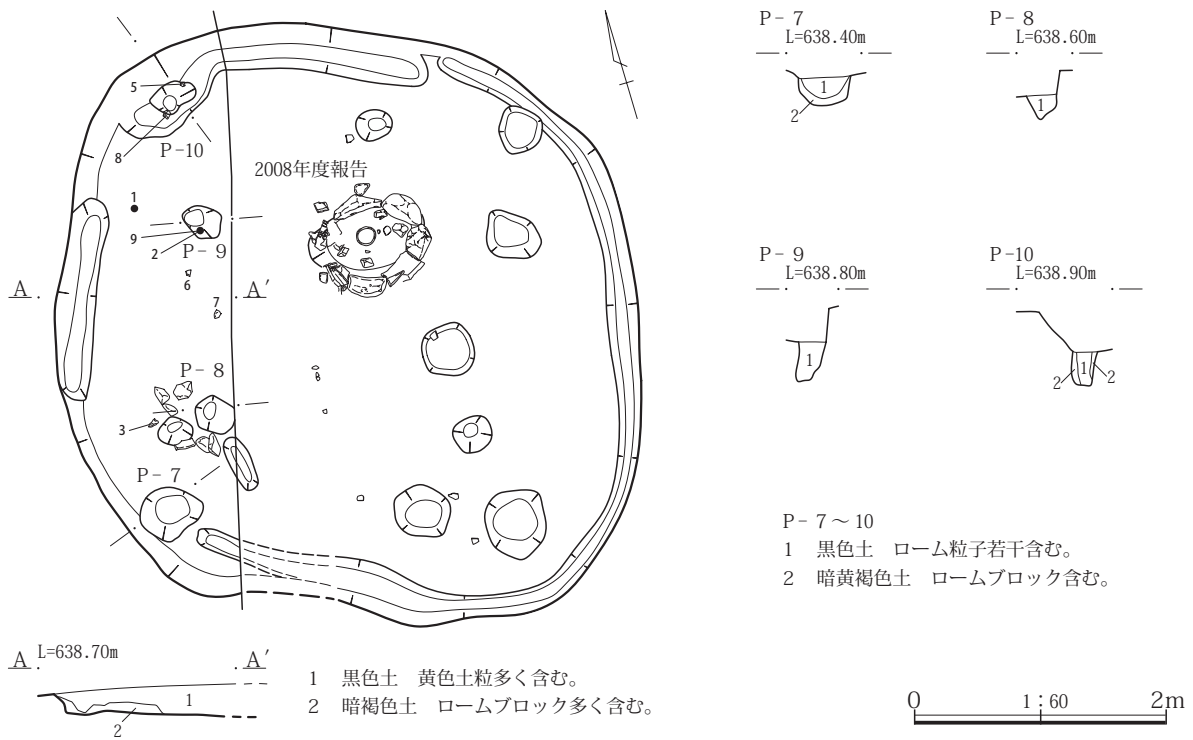 5
8
P-10
2008年度報告
1
9
2
P-9
6
7
A
A′
P-8
3
P-7
A
L=638.70m
A′
1
2
1 黒色土 黄色土粒多く含む。
2 暗褐色土 ロームブロック多く含む。
P-7
L=638.40m
1
2
P-8
L=638.60m
1
P-9
L=638.80m
1
P-10
L=638.90m
2
1
2
P-7~10
1 黒色土 ローム粒子若干含む。
2 暗黄褐色土 ロームブロック含む。
0
1:60
2m